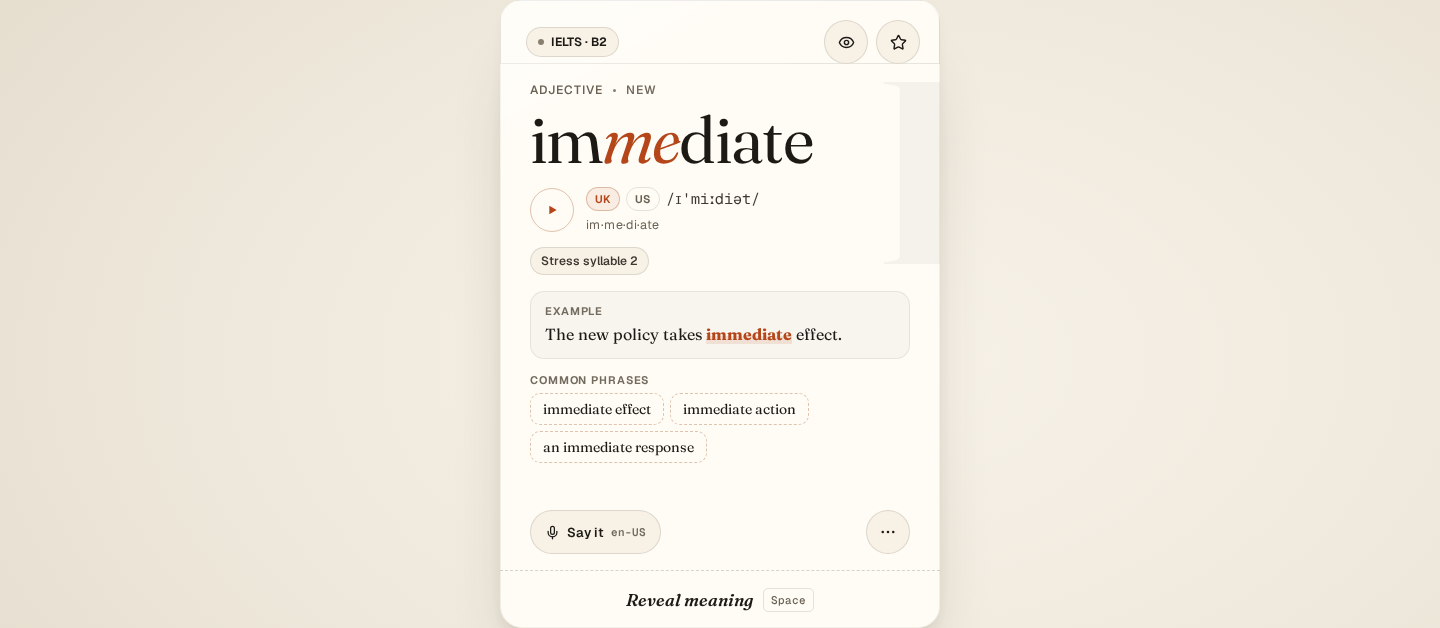 IELTS · B2
ADJECTIVE • NEW
immediate
UK US /ɪˈmiːdiət/
im·me·di·ate
Stress syllable 2
EXAMPLE
The new policy takes immediate effect.
COMMON PHRASES
immediate effect immediate action
an immediate response
Say it en-US
Reveal meaning Space